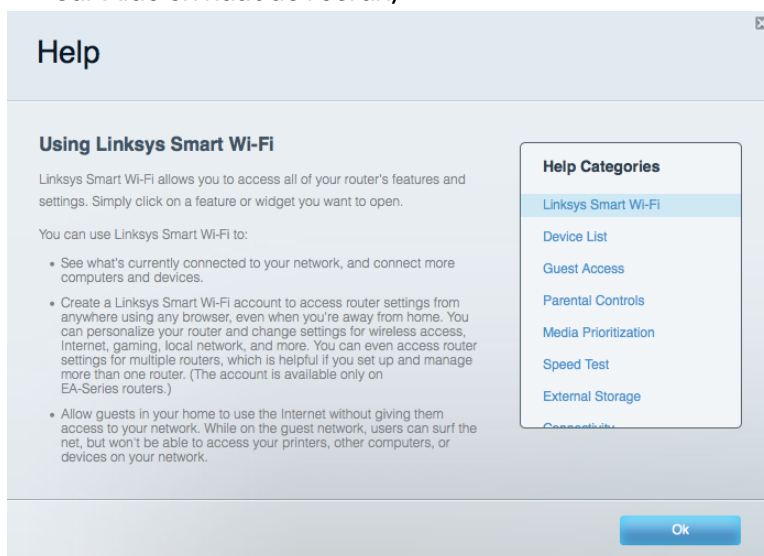 Help
Using Linksys Smart Wi-Fi
Linksys Smart Wi-Fi allows you to access all of your router's features and
settings. Simply click on a feature or widget you want to open.
You can use Linksys Smart Wi-Fi to:
• See what's currently connected to your network, and connect more
computers and devices.
• Create a Linksys Smart Wi-Fi account to access router settings from
anywhere using any browser, even when you're away from home. You
can personalize your router and change settings for wireless access,
Internet, gaming, local network, and more. You can even access router
settings for multiple routers, which is helpful if you set up and manage
more than one router. (The account is available only on
EA-Series routers.)
• Allow guests in your home to use the Internet without giving them
access to your network. While on the guest network, users can surf the
net, but won't be able to access your printers, other computers, or
devices on your network.
Help Categories
Linksys Smart Wi-Fi
Device List
Guest Access
Parental Controls
Media Prioritization
Speed Test
External Storage
Connectivity
Ok